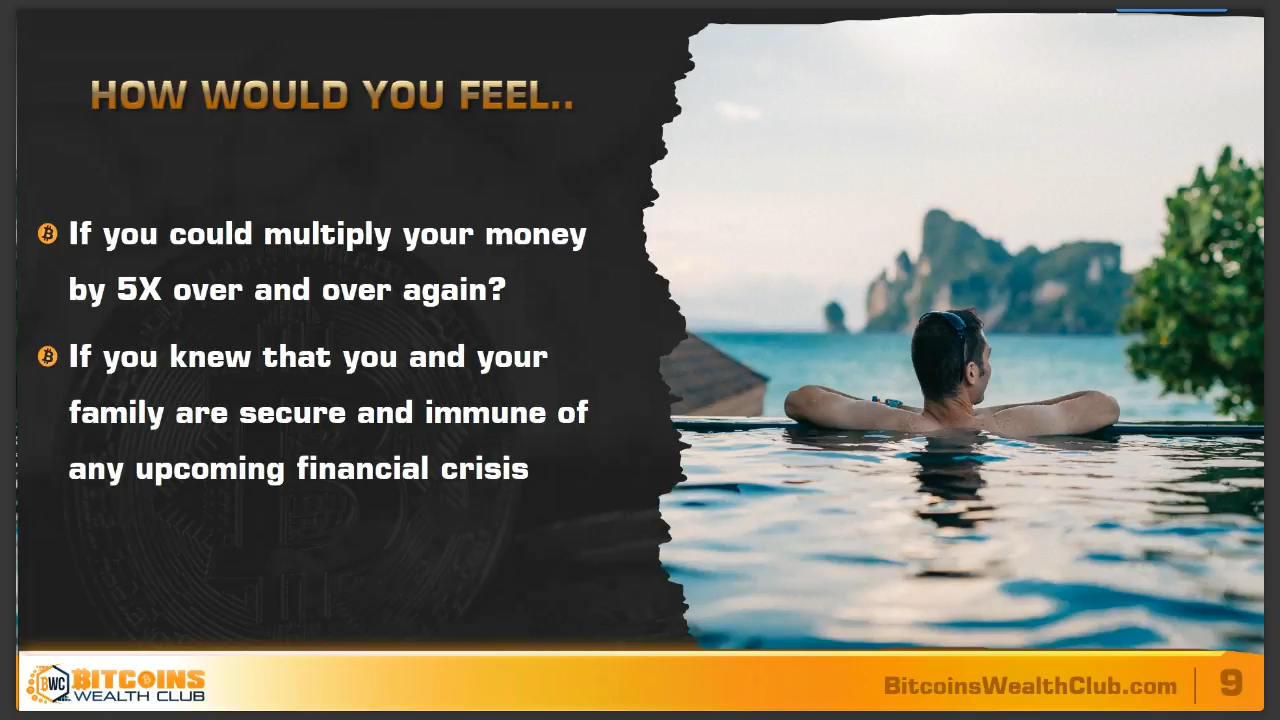 HOW WOULD YOU FEEL..
If you could multiply your money
by 5X over and over again?
If you knew that you and your
family are secure and immune of
any upcoming financial crisis
BWC
BITCOINS
WEALTH CLUB
BitcoinsWealthClub.com
9